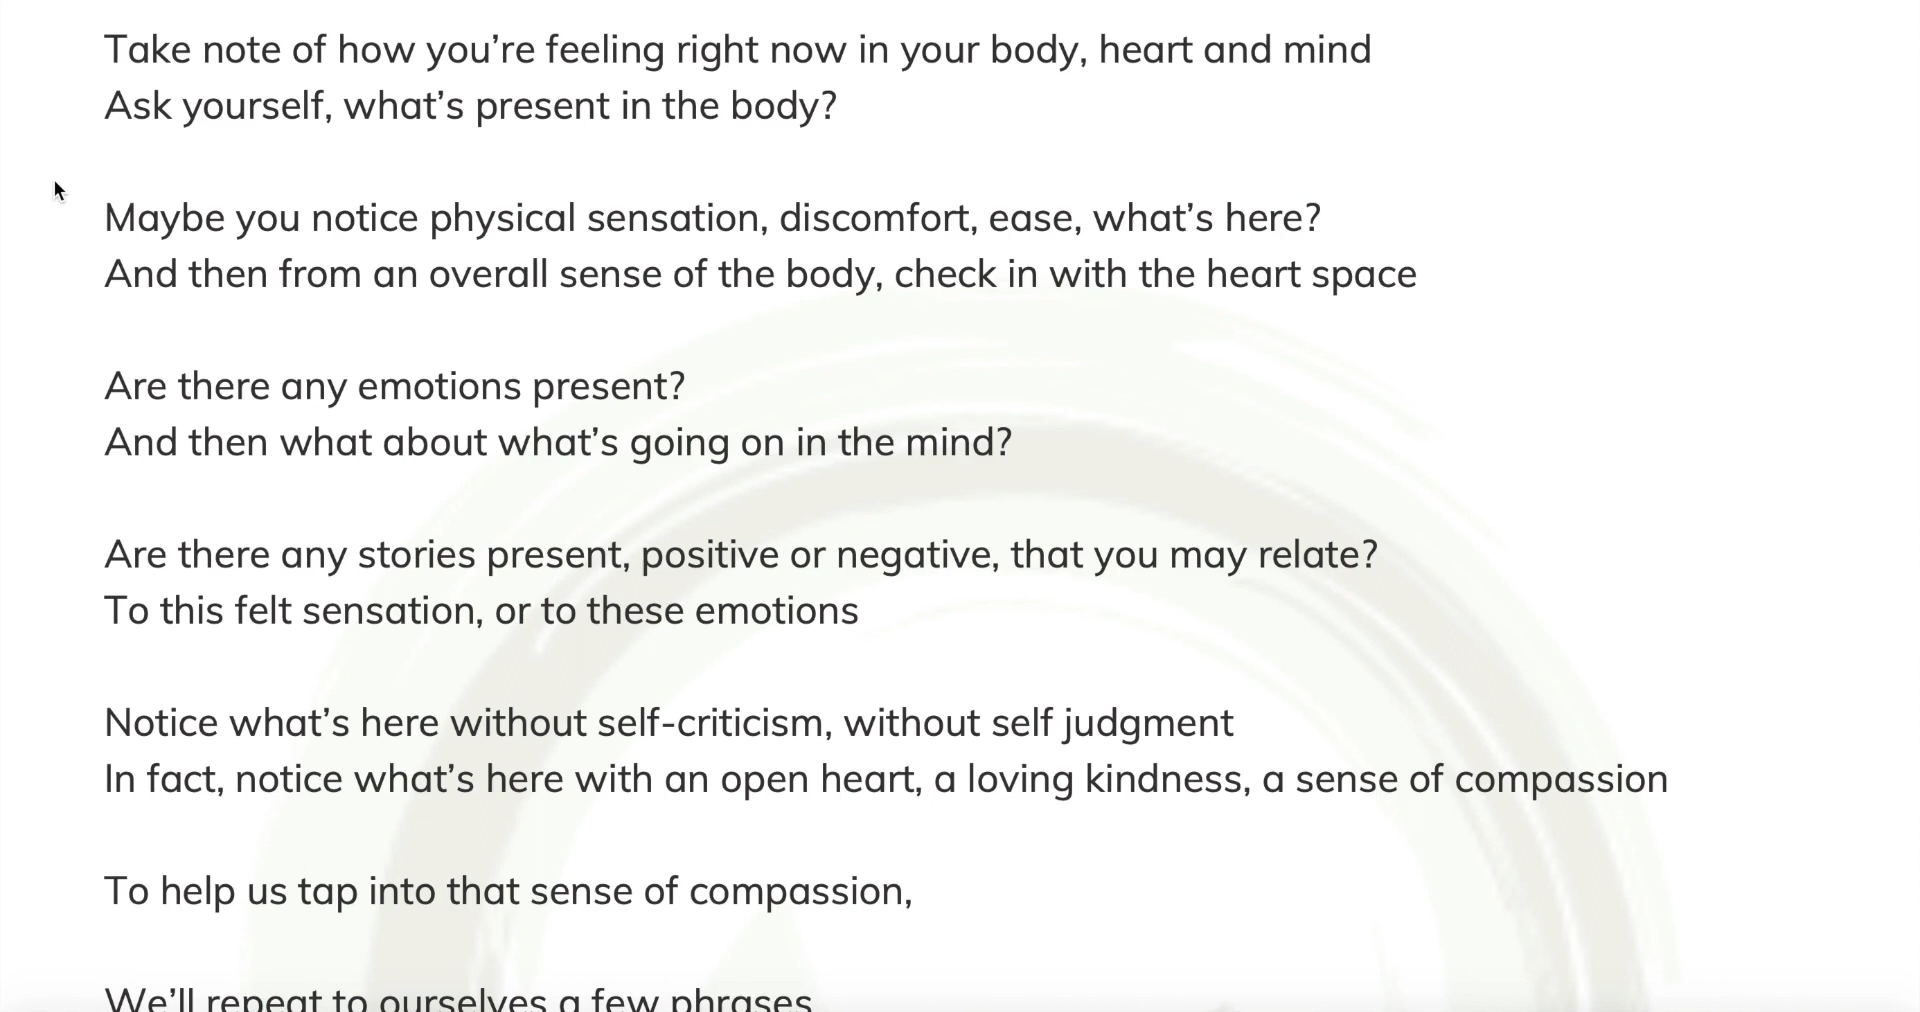 Take note of how you’re feeling right now in your body, heart and mind
Ask yourself, what’s present in the body?
Maybe you notice physical sensation, discomfort, ease, what’s here?
And then from an overall sense of the body, check in with the heart space
Are there any emotions present?
And then what about what’s going on in the mind?
Are there any stories present, positive or negative, that you may relate?
To this felt sensation, or to these emotions
Notice what’s here without self-criticism, without self judgment
In fact, notice what’s here with an open heart, a loving kindness, a sense of compassion
To help us tap into that sense of compassion,
We’ll repeat to ourselves a few phrases